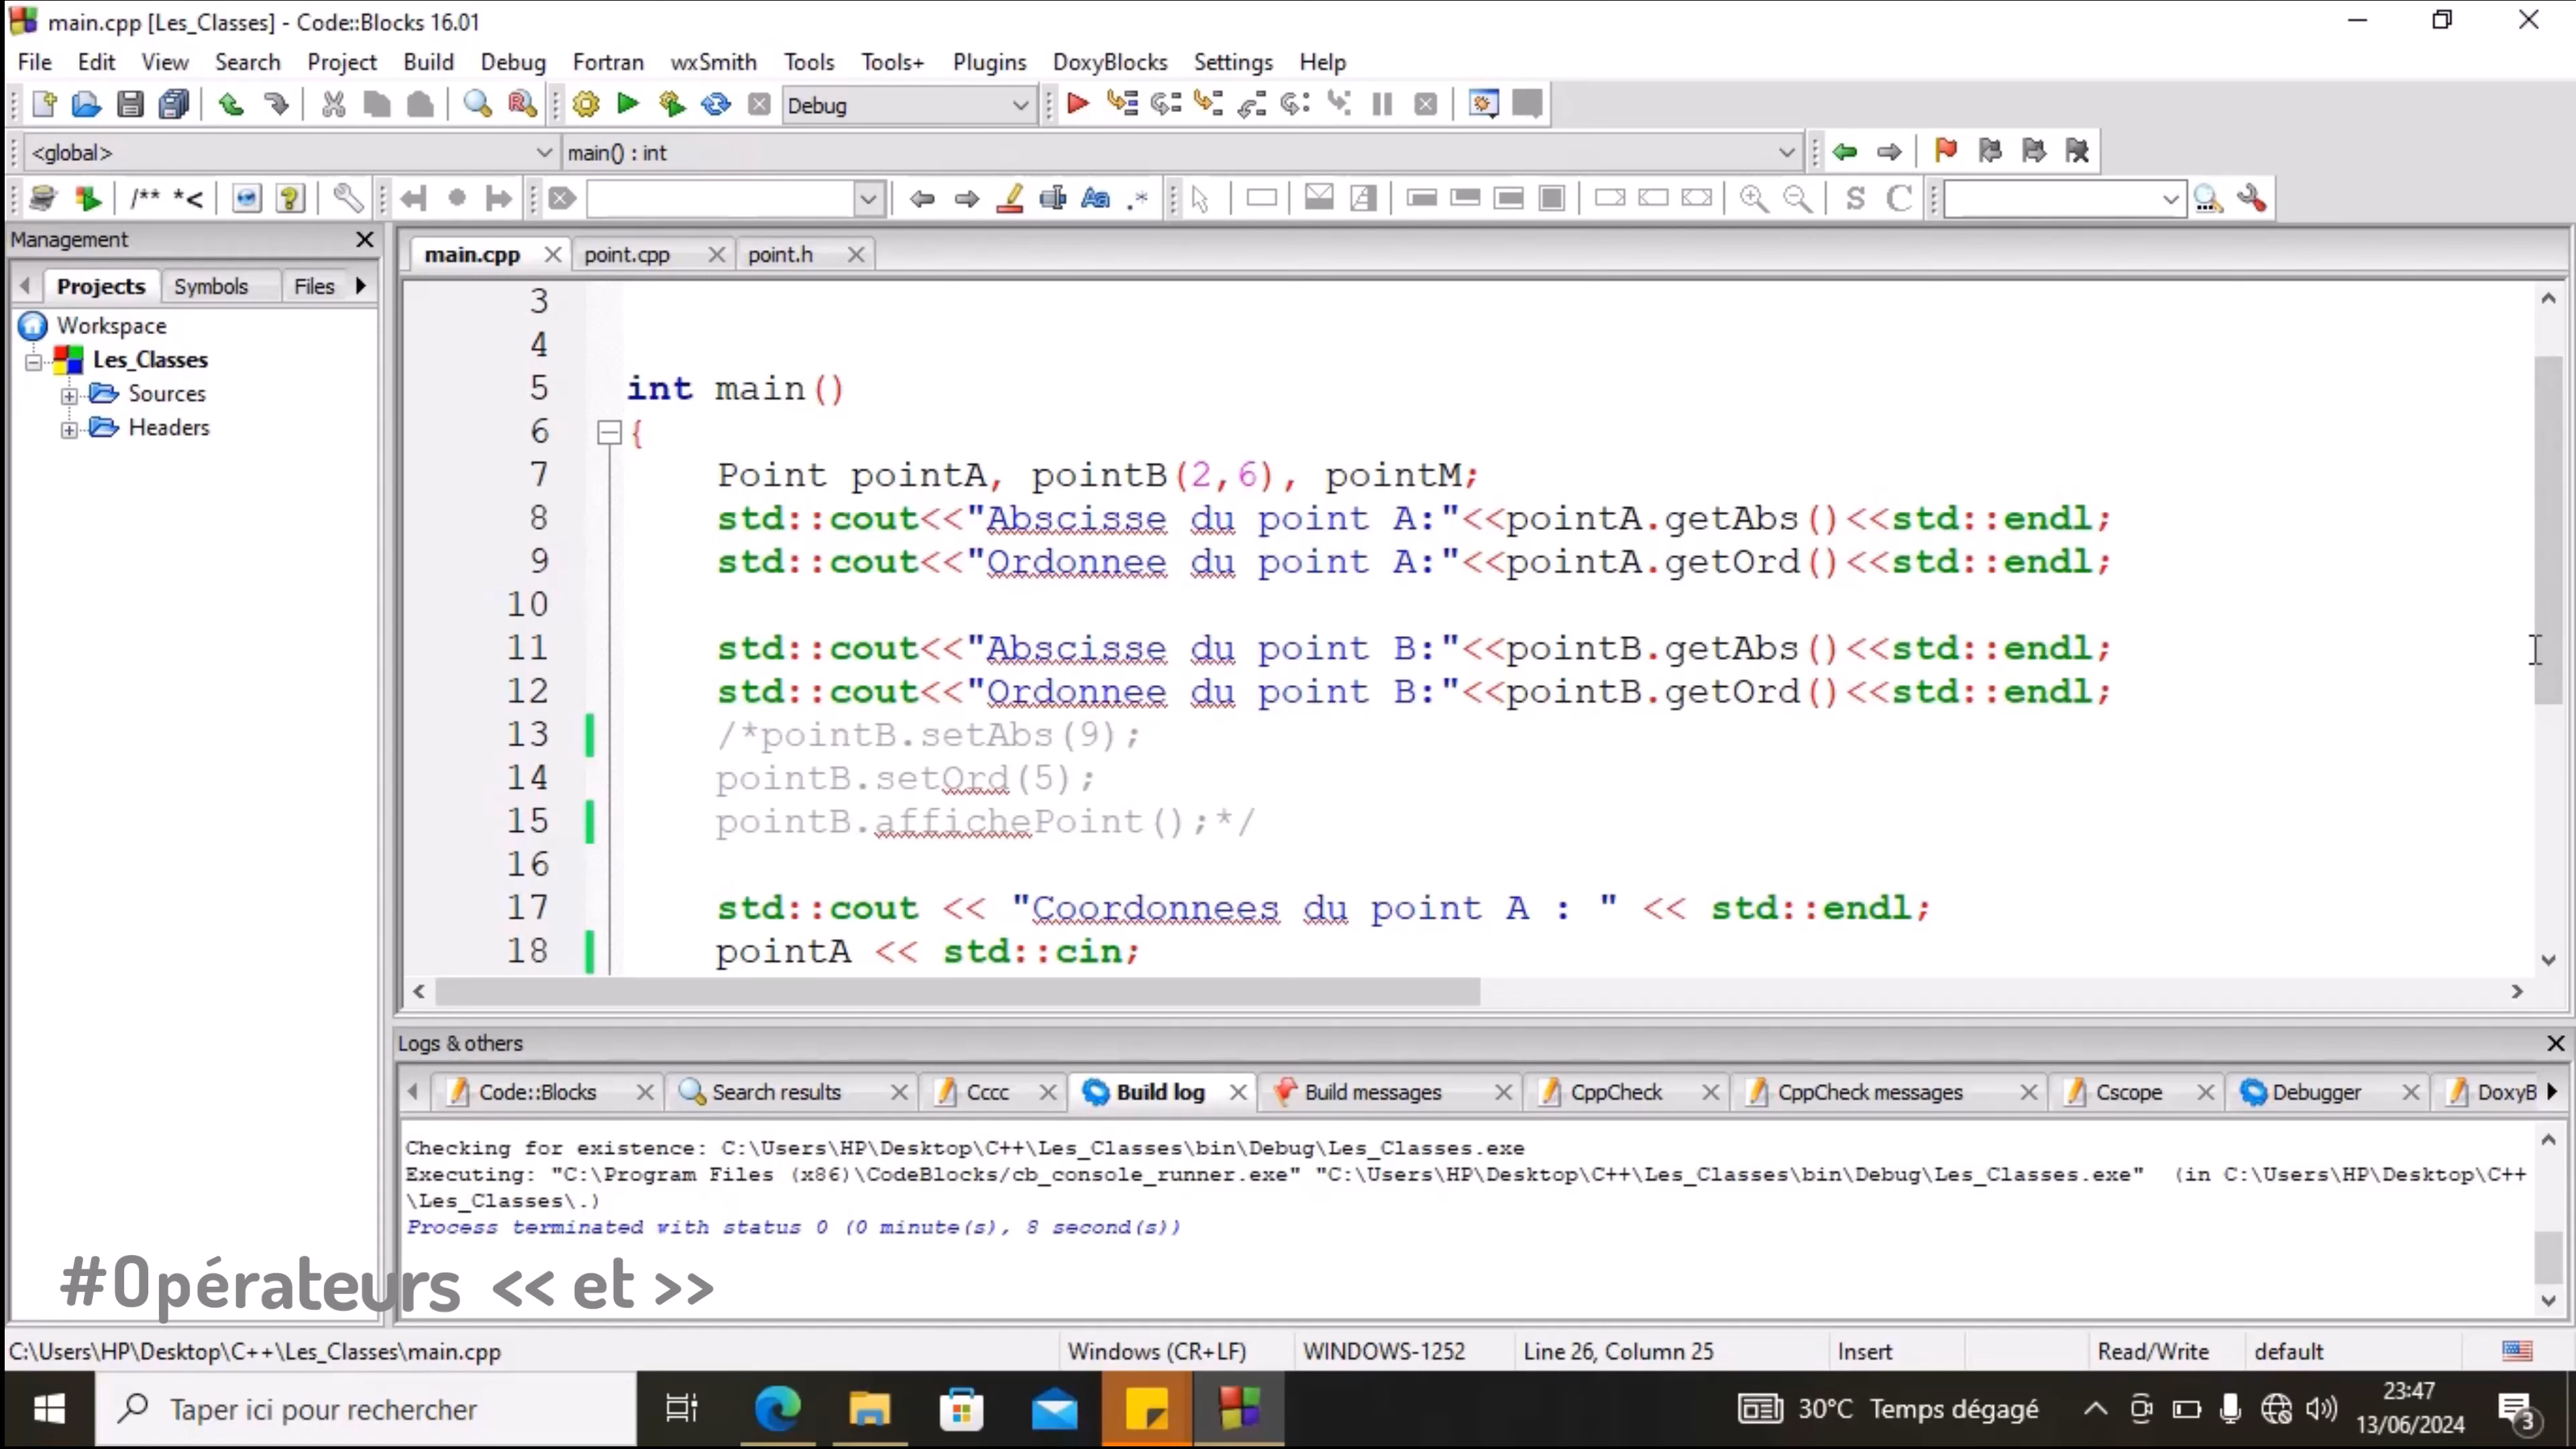 main.cpp [Les_Classes] - Code::Blocks 16.01
File Edit View Search Project Build Debug Fortran wxSmith Tools Tools+ Plugins DoxyBlocks Settings Help
Debug
<global> main() : int
/** *<
S C
Management
main.cpp point.cpp point.h
Projects Symbols Files
Workspace
Les_Classes
Sources
Headers
3
4
5 int main()
6 {
7 Point pointA, pointB(2,6), pointM;
8 std::cout<<"Abscisse du point A:"<<pointA.getAbs()<<std::endl;
9 std::cout<<"Ordonnee du point A:"<<pointA.getOrd()<<std::endl;
10
11 std::cout<<"Abscisse du point B:"<<pointB.getAbs()<<std::endl;
12 std::cout<<"Ordonnee du point B:"<<pointB.getOrd()<<std::endl;
13 /*pointB.setAbs(9);
14 pointB.setOrd(5);
15 pointB.affichePoint();*/
16
17 std::cout << "Coordonnees du point A : " << std::endl;
18 pointA << std::cin;
Logs & others
Code::Blocks Search results Cccc Build log Build messages CppCheck CppCheck messages Cscope Debugger DoxyB
Checking for existence: C:\Users\HP\Desktop\C++\Les_Classes\bin\Debug\Les_Classes.exe
Executing: "C:\Program Files (x86)\CodeBlocks/cb_console_runner.exe" "C:\Users\HP\Desktop\C++\Les_Classes\bin\Debug\Les_Classes.exe" (in C:\Users\HP\Desktop\C++
\Les_Classes\.)
Process terminated with status 0 (0 minute(s), 8 second(s))
#Opérateurs << et >>
C:\Users\HP\Desktop\C++\Les_Classes\main.cpp Windows (CR+LF) WINDOWS-1252 Line 26, Column 25 Insert Read/Write default
Taper ici pour rechercher
30°C Temps dégagé
23:47
13/06/2024
3